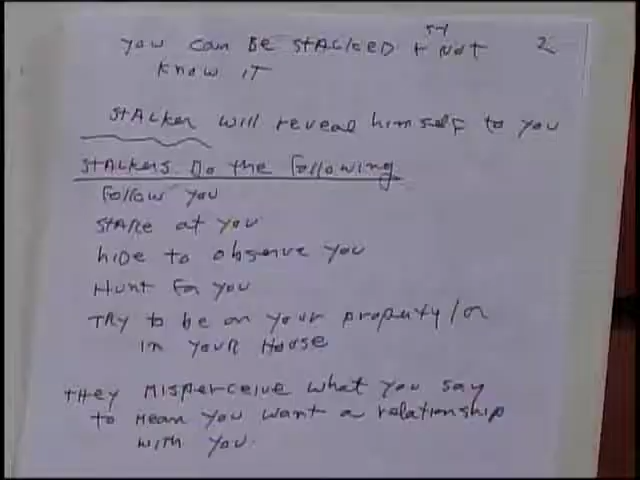 you can BE STACKED + Not 2
know it
STALKER will reveal himself to you
STALKERS Do the Following
Follow you
STARE at you
hide to observe you
Hunt for you
TRY to be on your property/or
in your House
THEY Misperceive what you say
to mean you want a relationship
with you.